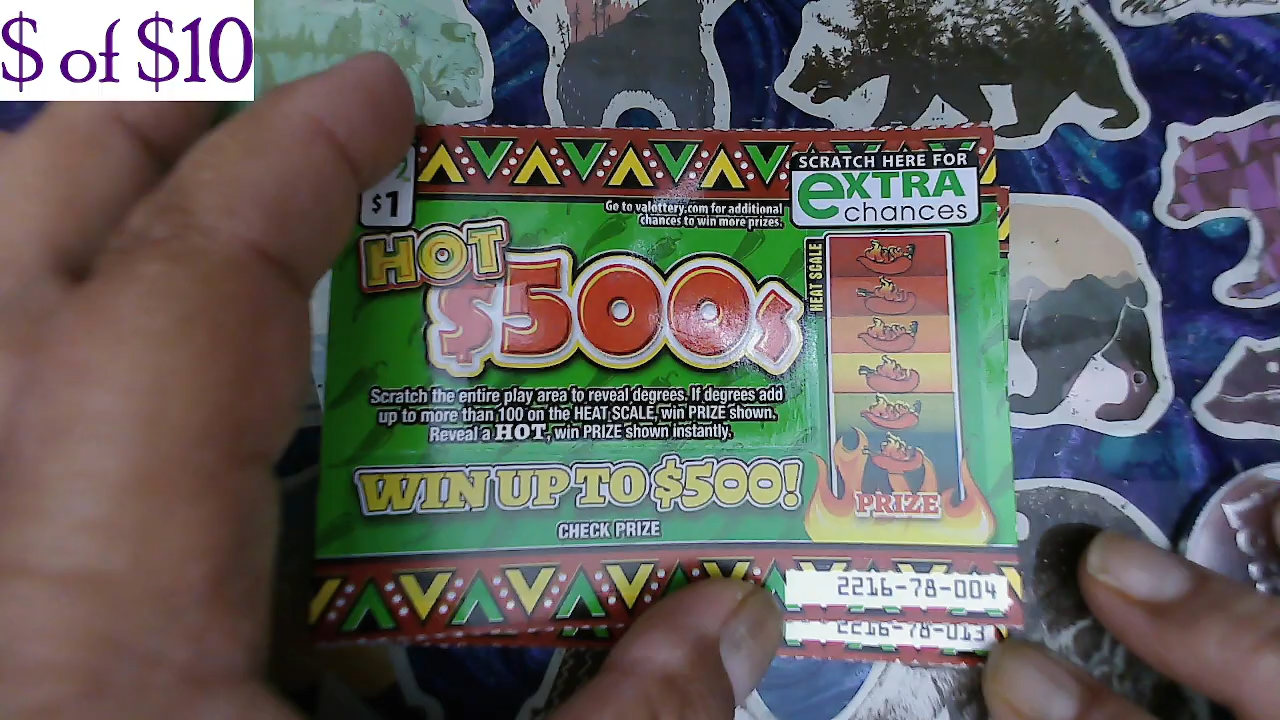 $ of $10
$1
SCRATCH HERE FOR
eXTRA
chances
Go to valottery.com for additional
chances to win more prizes.
HOT
$500s
HEAT SCALE
Scratch the entire play area to reveal degrees. If degrees add
up to more than 100 on the HEAT SCALE, win PRIZE shown.
Reveal a HOT, win PRIZE shown instantly.
WIN UP TO $500!
CHECK PRIZE
PRIZE
2216-78-004
2216-78-013